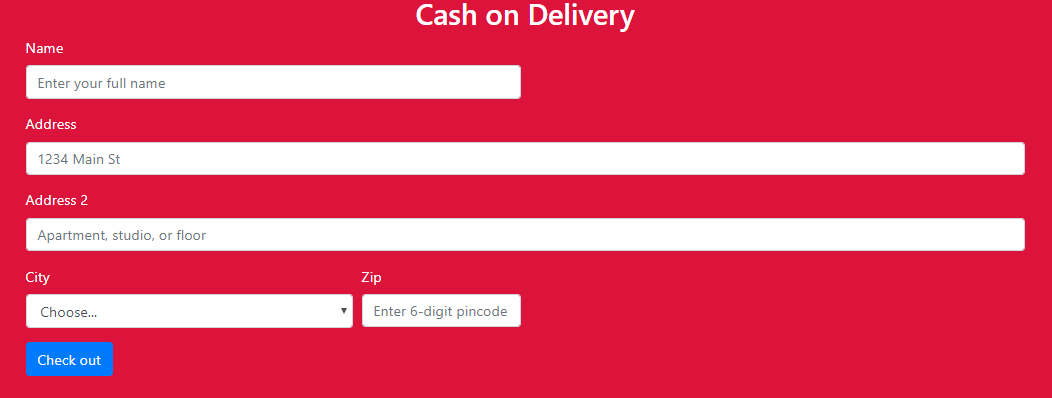 Cash on Delivery
Name
Enter your full name
Address
1234 Main St
Address 2
Apartment, studio, or floor
City Zip
Choose... Enter 6-digit pincode
Check out